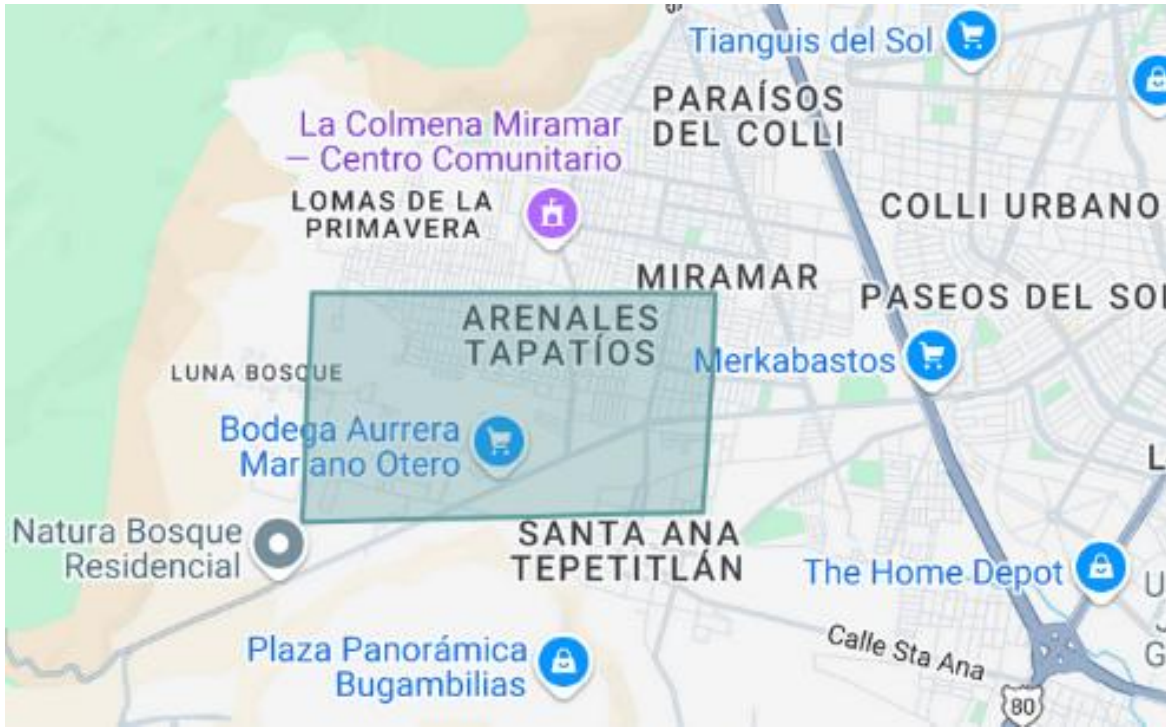 Tianguis del Sol
PARAÍSOS
DEL COLLI
La Colmena Miramar
— Centro Comunitario
LOMAS DE LA
PRIMAVERA
COLLI URBANO
MIRAMAR
PASEOS DEL SOL
ARENALES
TAPATÍOS
Merkabastos
LUNA BOSQUE
Bodega Aurrera
Mariano Otero
L
Natura Bosque
Residencial
SANTA ANA
TEPETITLÁN
The Home Depot
U
J
G
Calle Sta Ana
Plaza Panorámica
Bugambilias
80